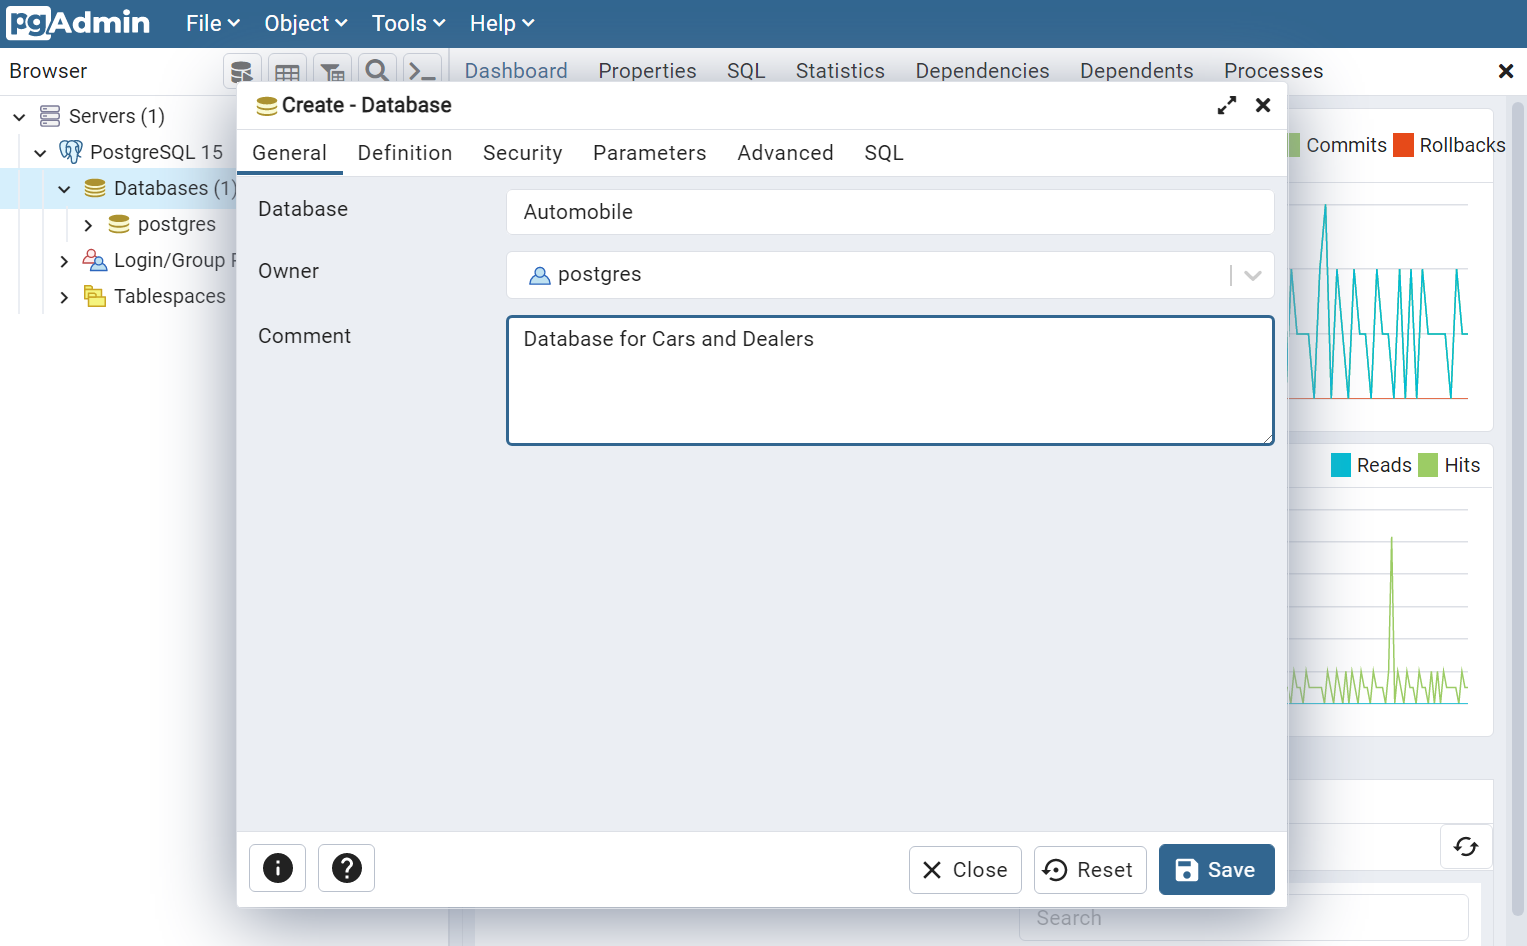 pgAdmin File Object Tools Help
Browser Dashboard Properties SQL Statistics Dependencies Dependents Processes
Servers (1)
PostgreSQL 15
Databases (1)
postgres
Login/Group
Tablespaces
Create - Database
General Definition Security Parameters Advanced SQL
Database Automobile
Owner postgres
Comment Database for Cars and Dealers
Close Reset Save
Commits Rollbacks
Reads Hits
Search